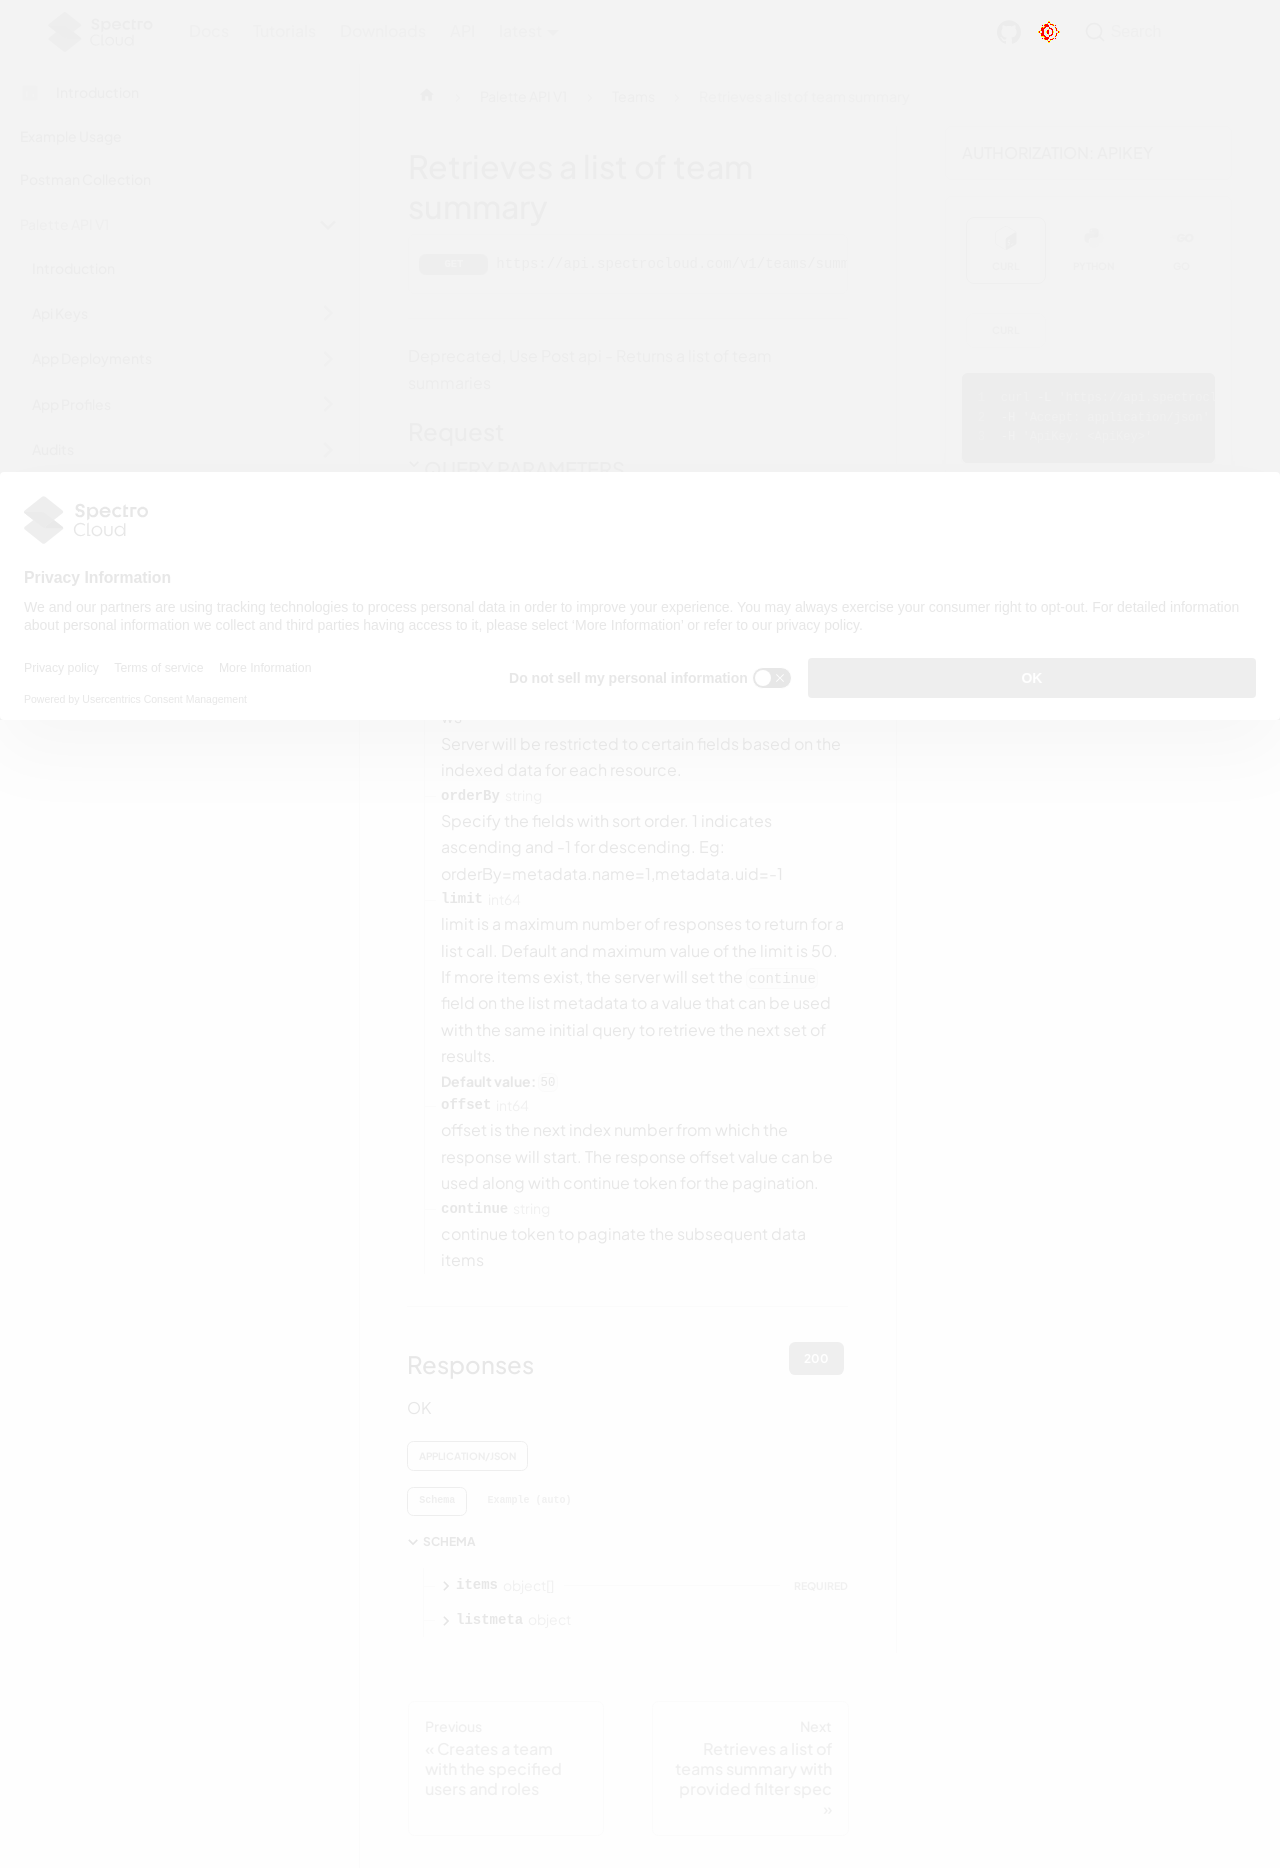 Spectro
Cloud
Docs
Tutorials
Downloads
API
latest
Search
Introduction
Example Usage
Postman Collection
Palette API V1
Introduction
Api Keys
App Deployments
App Profiles
Audits
Palette API V1
Teams
Retrieves a list of team summary
Retrieves a list of team
summary
GET
https://api.spectrocloud.com/v1/teams/summ
Deprecated. Use Post api - Returns a list of team
summaries
Request
QUERY PARAMETERS
AUTHORIZATION: APIKEY
CURL
PYTHON
GO
CURL
Spectro
Cloud
Privacy Information
We and our partners are using tracking technologies to process personal data in order to improve your experience. You may always exercise your consumer right to opt-out. For detailed information
about personal information we collect and third parties having access to it, please select ‘More Information’ or refer to our privacy policy.
Privacy policy
Terms of service
More Information
Powered by Usercentrics Consent Management
Do not sell my personal information
OK
Server will be restricted to certain fields based on the
indexed data for each resource.
orderBy string
Specify the fields with sort order. 1 indicates
ascending and -1 for descending. Eg:
orderBy=metadata.name=1,metadata.uid=-1
limit int64
limit is a maximum number of responses to return for a
list call. Default and maximum value of the limit is 50.
If more items exist, the server will set the continue
field on the list metadata to a value that can be used
with the same initial query to retrieve the next set of
results.
Default value: 50
offset int64
offset is the next index number from which the
response will start. The response offset value can be
used along with continue token for the pagination.
continue string
continue token to paginate the subsequent data
items
Responses
200
OK
APPLICATION/JSON
Schema
Example (auto)
SCHEMA
items object[]
REQUIRED
listmeta object
Previous
« Creates a team
with the specified
users and roles
Next
Retrieves a list of
teams summary with
provided filter spec
»